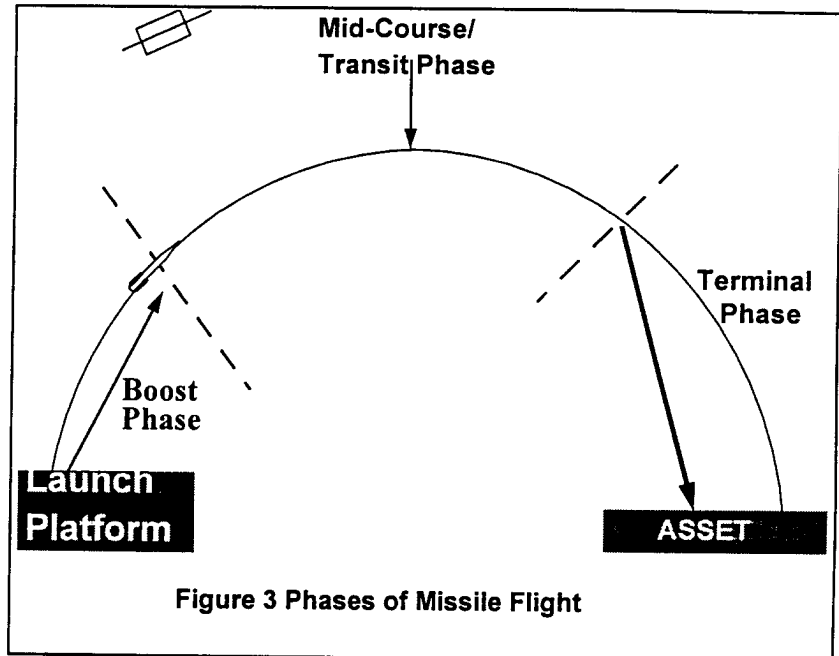 Mid-Course/
Transit Phase
Terminal
Phase
Boost
Phase
Launch
Platform
ASSET
Figure 3 Phases of Missile Flight